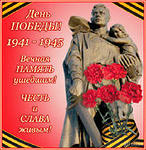 День
ПОБЕДЫ!
1941 - 1945
Вечная
ПАМЯТЬ
ушедшим!
ЧЕСТЬ
и
СЛАВА
живым!